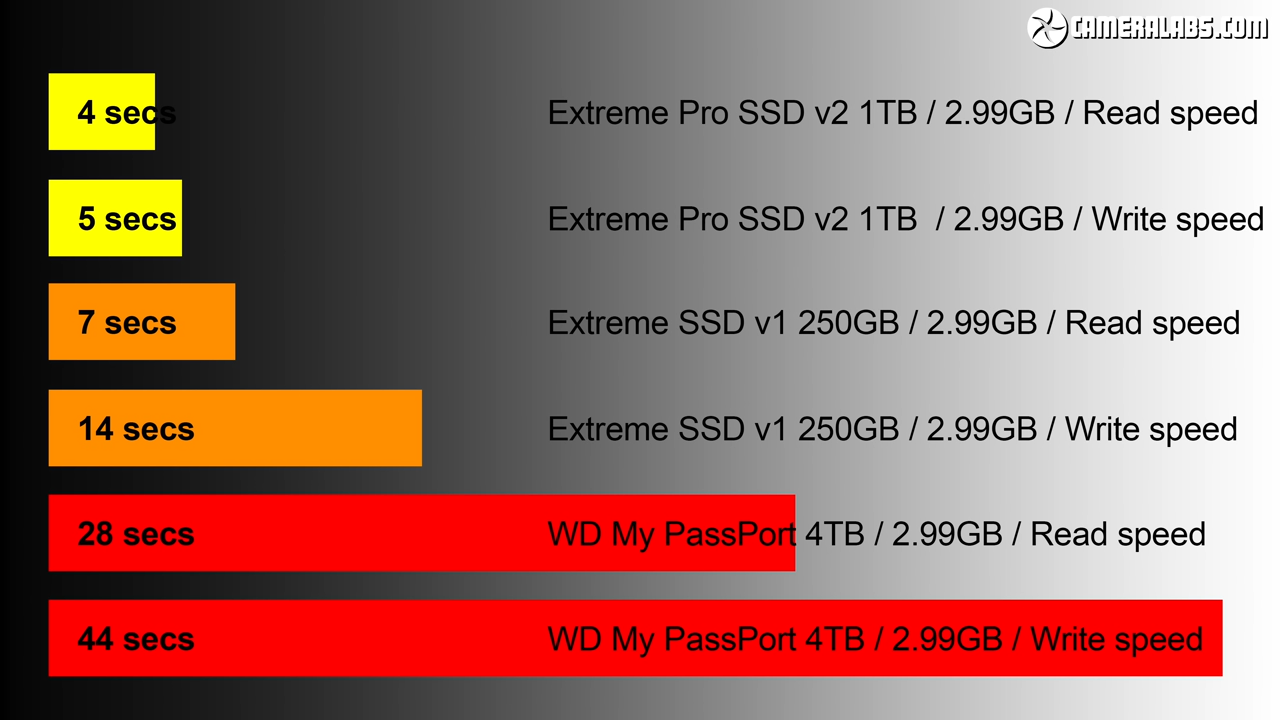 CAMERALABS.COM
4 secs Extreme Pro SSD v2 1TB / 2.99GB / Read speed
5 secs Extreme Pro SSD v2 1TB / 2.99GB / Write speed
7 secs Extreme SSD v1 250GB / 2.99GB / Read speed
14 secs Extreme SSD v1 250GB / 2.99GB / Write speed
28 secs WD My PassPort 4TB / 2.99GB / Read speed
44 secs WD My PassPort 4TB / 2.99GB / Write speed